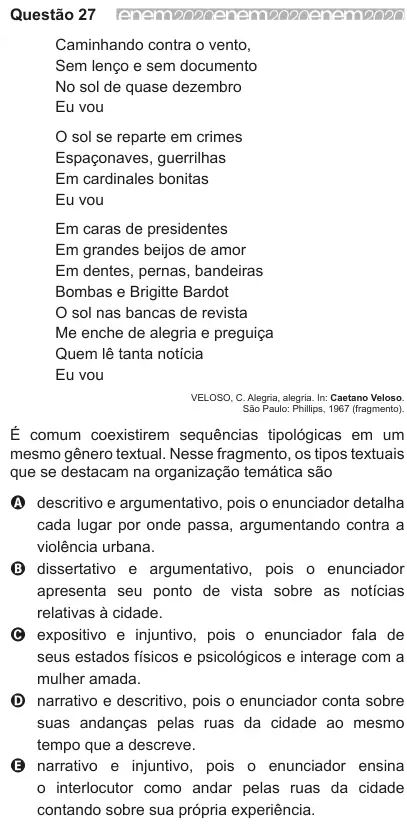 Questão 27 enem2020enem2020enem2020
Caminhando contra o vento,
Sem lenço e sem documento
No sol de quase dezembro
Eu vou
O sol se reparte em crimes
Espaçonaves, guerrilhas
Em cardinales bonitas
Eu vou
Em caras de presidentes
Em grandes beijos de amor
Em dentes, pernas, bandeiras
Bombas e Brigitte Bardot
O sol nas bancas de revista
Me enche de alegria e preguiça
Quem lê tanta notícia
Eu vou
VELOSO, C. Alegria, alegria. In: Caetano Veloso.
São Paulo: Phillips, 1967 (fragmento).
É comum coexistirem sequências tipológicas em um
mesmo gênero textual. Nesse fragmento, os tipos textuais
que se destacam na organização temática são
A descritivo e argumentativo, pois o enunciador detalha
cada lugar por onde passa, argumentando contra a
violência urbana.
B dissertativo e argumentativo, pois o enunciador
apresenta seu ponto de vista sobre as notícias
relativas à cidade.
C expositivo e injuntivo, pois o enunciador fala de
seus estados físicos e psicológicos e interage com a
mulher amada.
D narrativo e descritivo, pois o enunciador conta sobre
suas andanças pelas ruas da cidade ao mesmo
tempo que a descreve.
E narrativo e injuntivo, pois o enunciador ensina
o interlocutor como andar pelas ruas da cidade
contando sobre sua própria experiência.